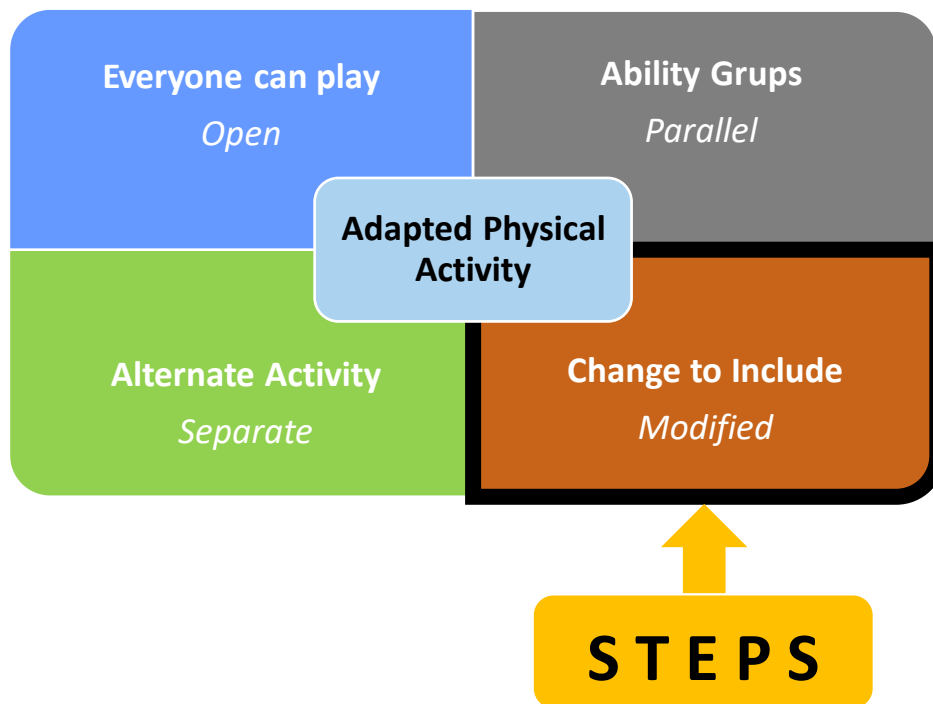 Everyone can play
Open
Ability Grups
Parallel
Adapted Physical
Activity
Alternate Activity
Separate
Change to Include
Modified
S T E P S